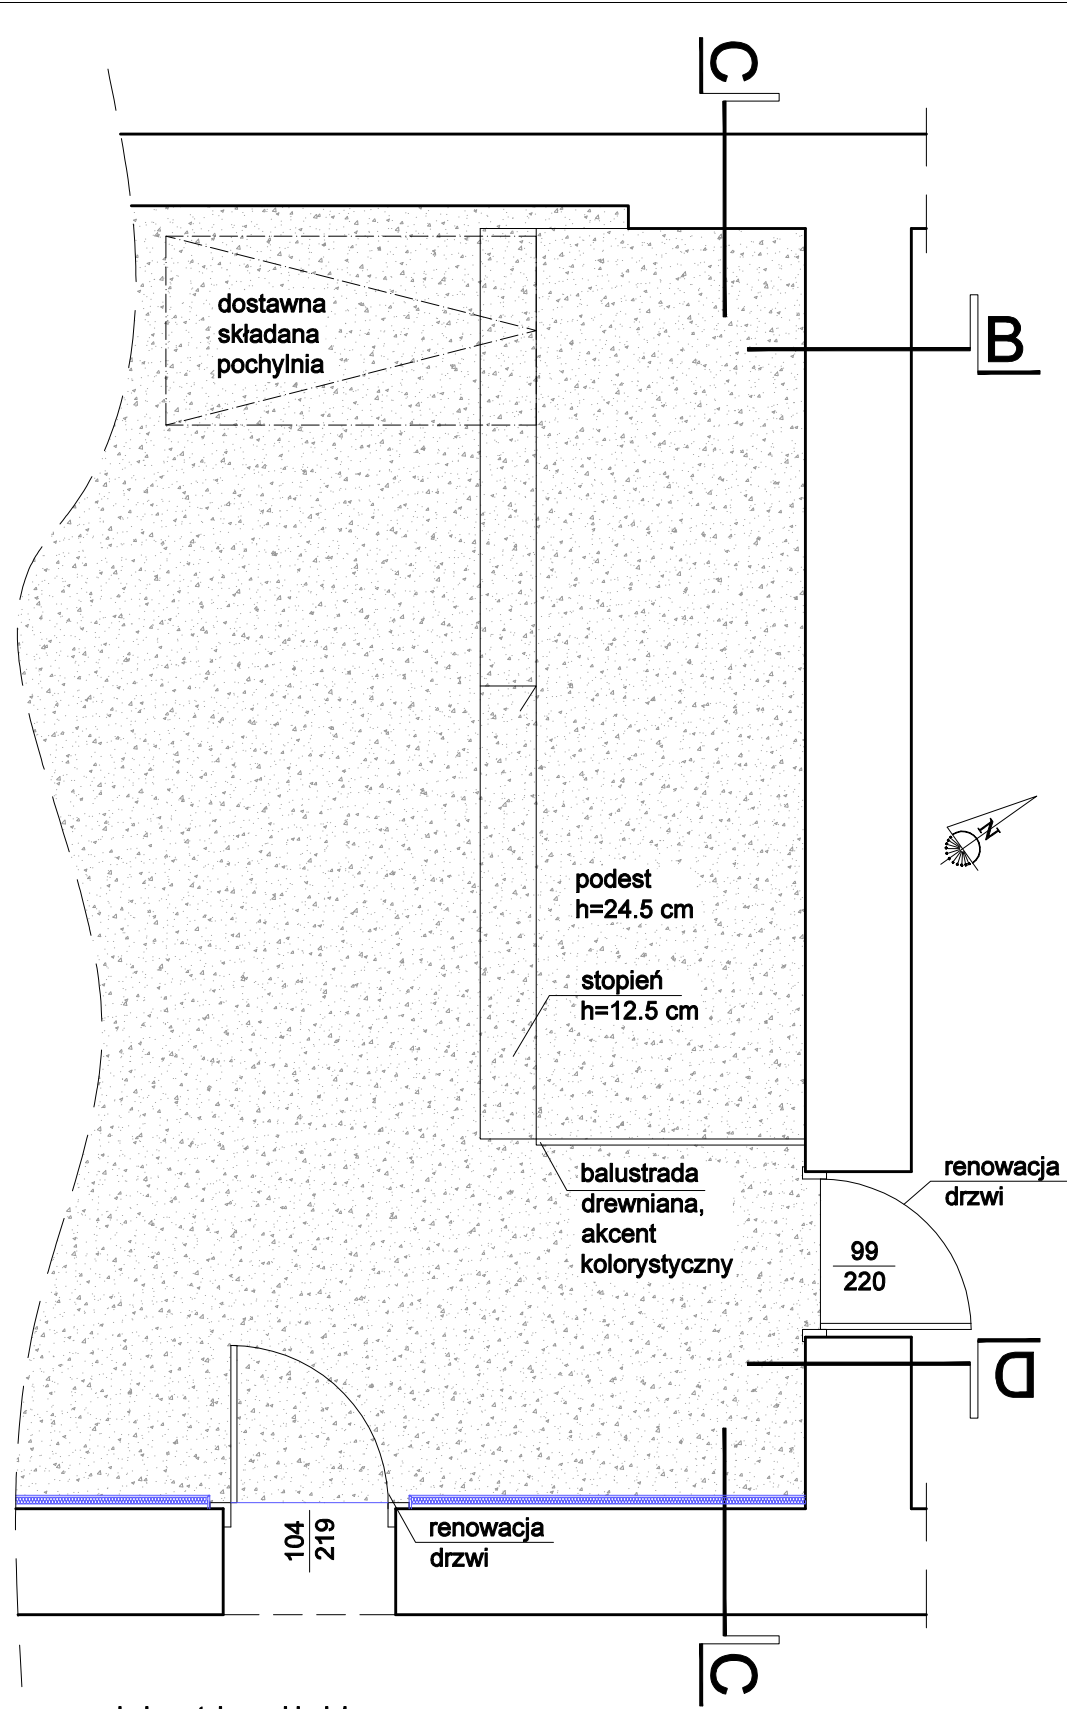 C
dostawna
składana
pochylnia
B
N
podest
h=24.5 cm
stopień
h=12.5 cm
balustrada
drewniana,
akcent
kolorystyczny
renowacja
drzwi
99
220
D
104
219
renowacja
drzwi
C